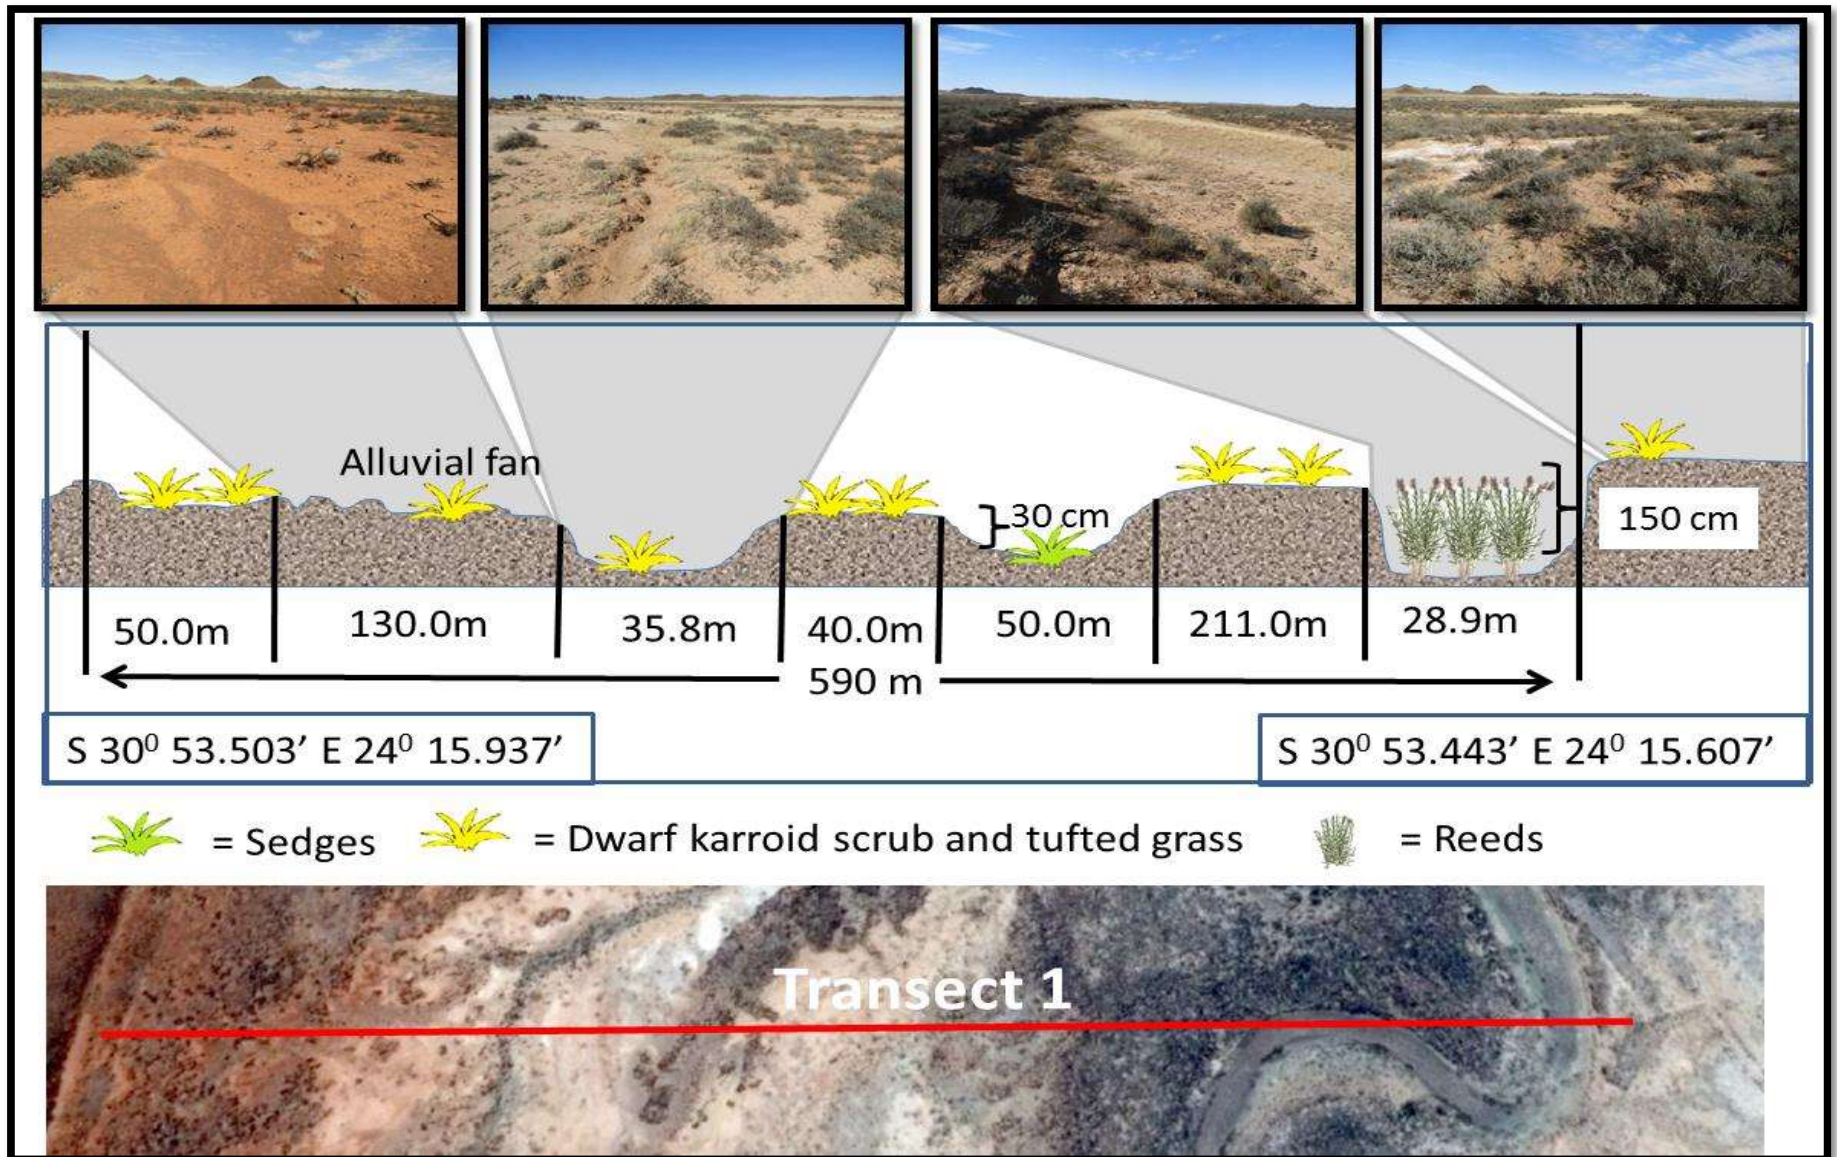 Alluvial fan
30 cm
150 cm
50.0m 130.0m 35.8m 40.0m 50.0m 211.0m 28.9m
590 m
S 30⁰ 53.503’ E 24⁰ 15.937’
S 30⁰ 53.443’ E 24⁰ 15.607’
= Sedges = Dwarf karroid scrub and tufted grass = Reeds
Transect 1